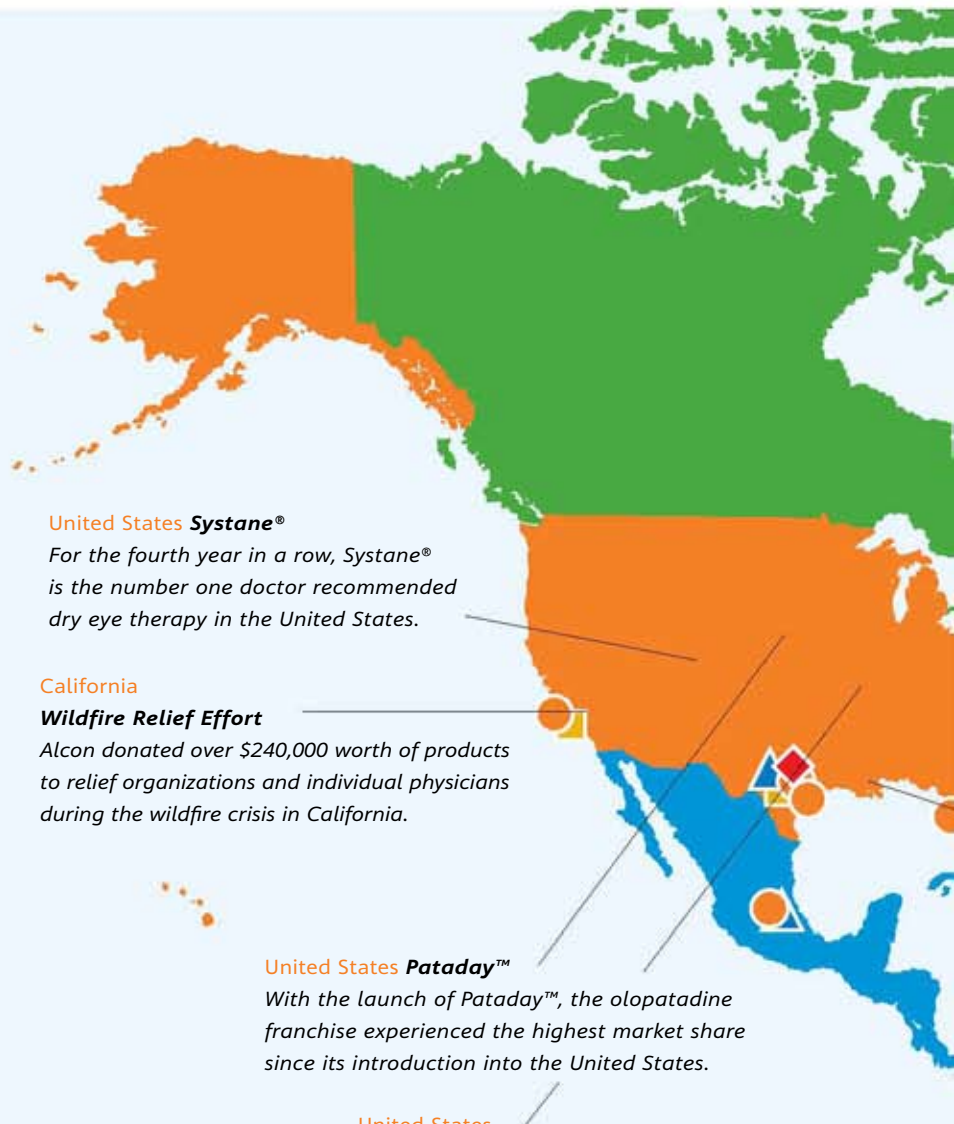 United States Systane®
For the fourth year in a row, Systane®
is the number one doctor recommended
dry eye therapy in the United States.
California
Wildfire Relief Effort
Alcon donated over $240,000 worth of products
to relief organizations and individual physicians
during the wildfire crisis in California.
United States Pataday™
With the launch of Pataday™, the olopatadine
franchise experienced the highest market share
since its introduction into the United States.
United States